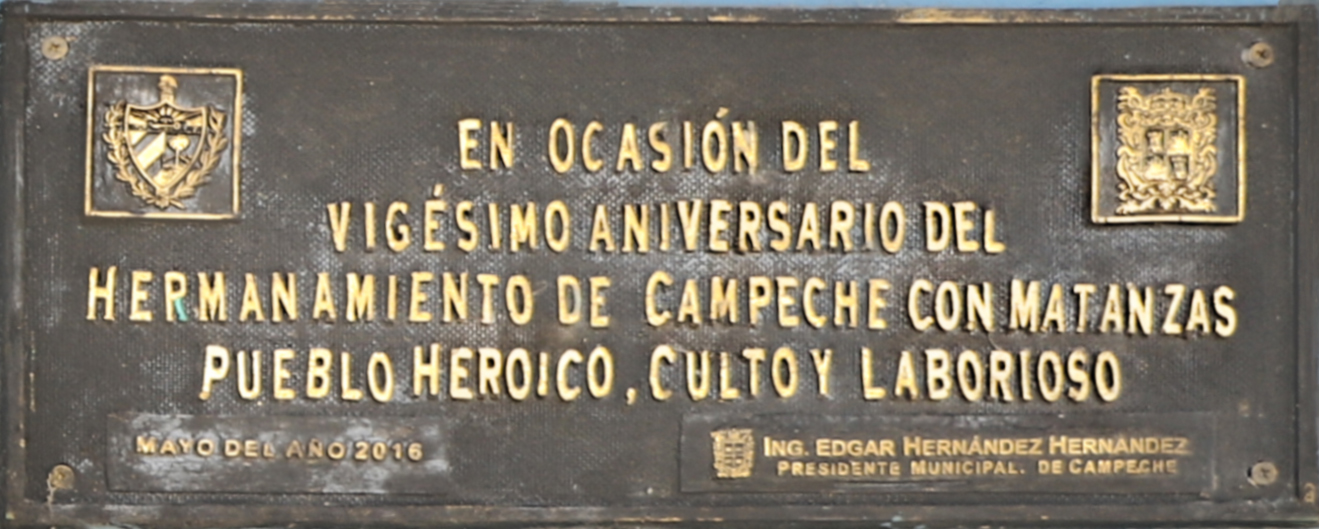 EN OCASIÓN DEL
VIGÉSIMO ANIVERSARIO DEL
HERMANAMIENTO DE CAMPECHE CON MATANZAS
PUEBLO HEROICO, CULTO Y LABORIOSO
MAYO DEL AÑO 2016
ING. EDGAR HERNÁNDEZ HERNÁNDEZ
PRESIDENTE MUNICIPAL. DE CAMPECHE